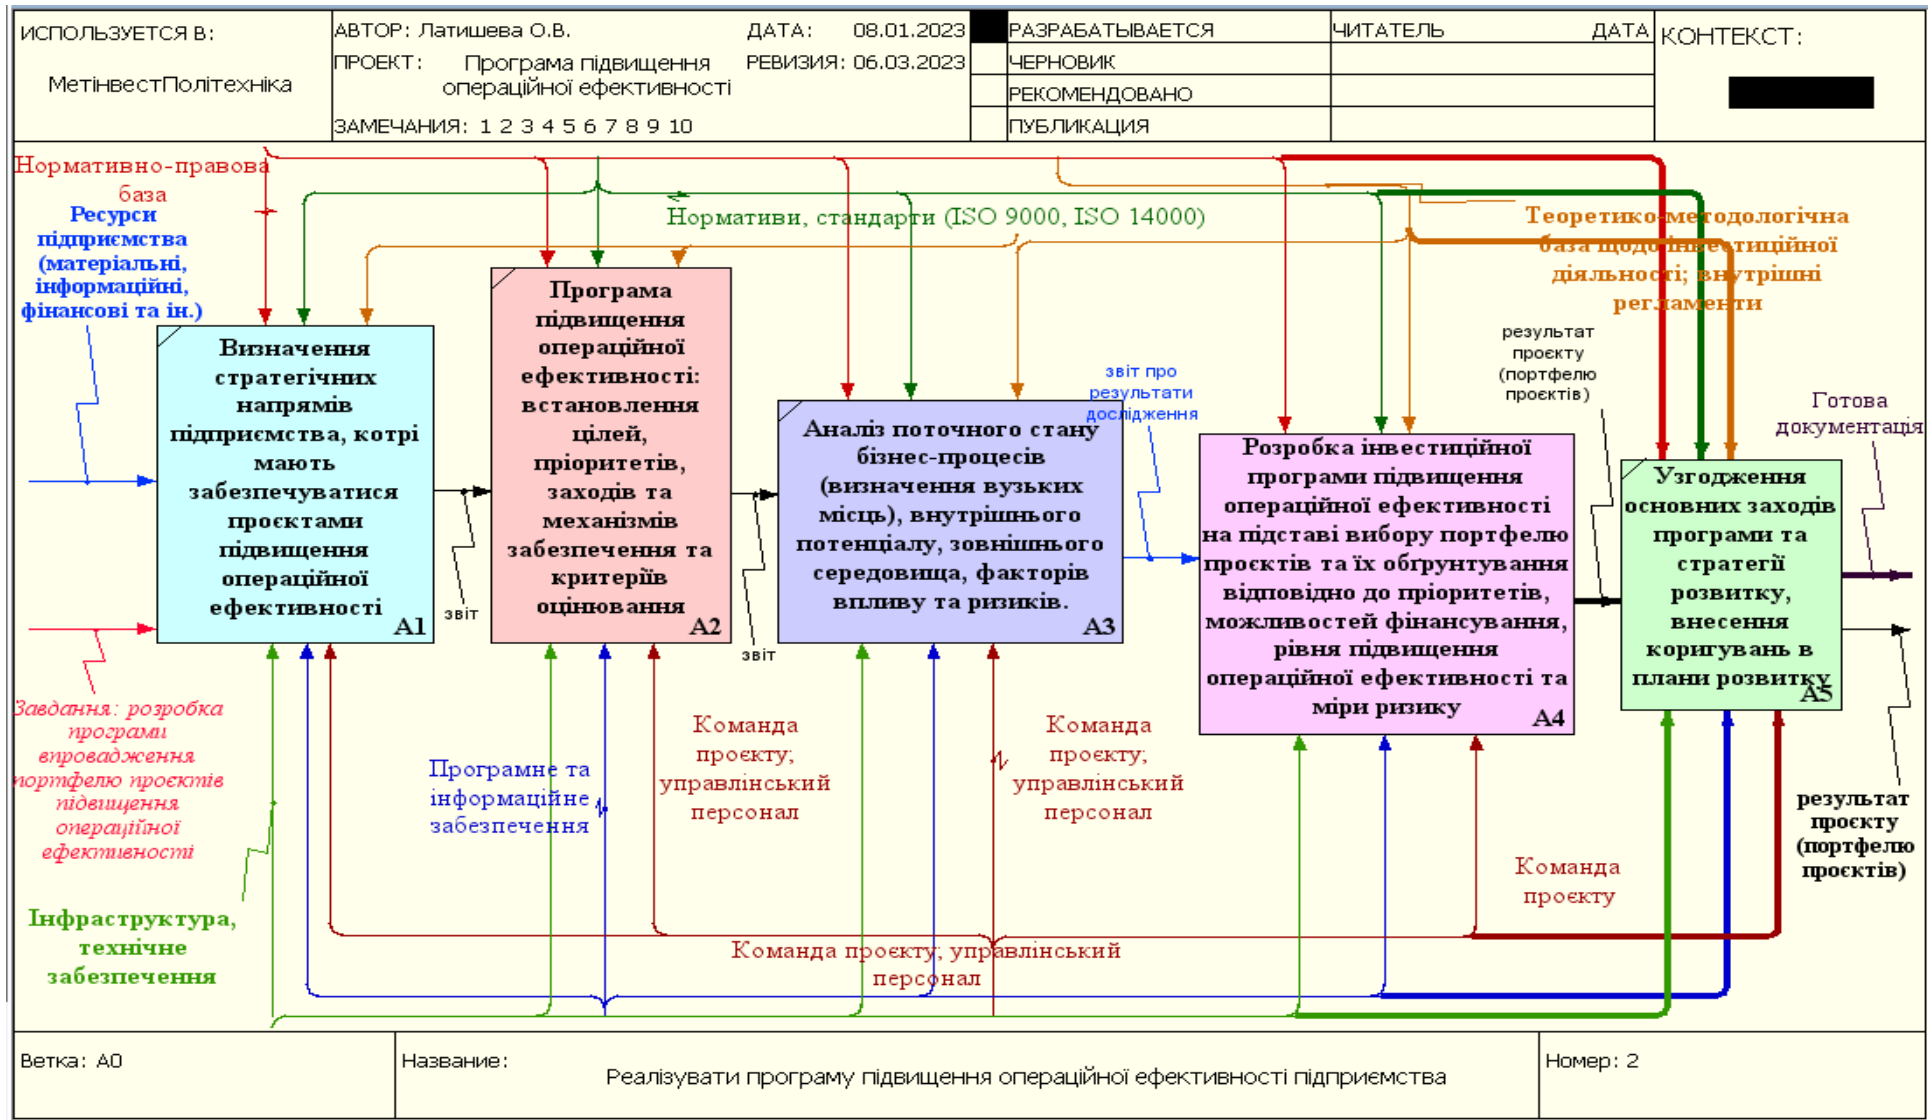 ИСПОЛЬЗУЕТСЯ В:
МетінвестПолітехніка
АВТОР: Латишева О.В.
ДАТА: 08.01.2023
ПРОЕКТ: Програма підвищення
операційної ефективності
РЕВИЗИЯ: 06.03.2023
ЗАМЕЧАНИЯ: 1 2 3 4 5 6 7 8 9 10
РАЗРАБАТЫВАЕТСЯ
ЧЕРНОВИК
РЕКОМЕНДОВАНО
ПУБЛИКАЦИЯ
ЧИТАТЕЛЬ ДАТА
КОНТЕКСТ:
Нормативно-правова
база
Ресурси
підприємства
(матеріальні,
інформаційні,
фінансові та ін.)
Нормативи, стандарти (ISO 9000, ISO 14000)
Теоретико-методологічна
база щодо інвестиційної
діяльності; внутрішні
регламенти
Визначення
стратегічних
напрямів
підприємства, котрі
мають
забезпечуватися
проєктами
підвищення
операційної
ефективності
A1
звіт
Програма
підвищення
операційної
ефективності:
встановлення
цілей,
пріоритетів,
заходів та
механізмів
забезпечення та
критеріїв
оцінювання
A2
звіт
Аналіз поточного стану
бізнес-процесів
(визначення вузьких
місць), внутрішнього
потенціалу, зовнішнього
середовища, факторів
впливу та ризиків.
A3
звіт про
результати
дослідження
Розробка інвестиційної
програми підвищення
операційної ефективності
на підставі вибору портфелю
проєктів та їх обґрунтування
відповідно до пріоритетів,
можливостей фінансування,
рівня підвищення
операційної ефективності та
міри ризику
A4
результат
проєкту
(портфелю
проєктів)
Узгодження
основних заходів
програми та
стратегії
розвитку,
внесення
коригувань в
плани розвитку
A5
Готова
документація
результат
проєкту
(портфелю
проєктів)
Завдання: розробка
програми
впровадження
портфелю проєктів
підвищення
операційної
ефективності
Інфраструктура,
технічне
забезпечення
Програмне та
інформаційне
забезпечення
Команда
проєкту;
управлінський
персонал
Команда
проєкту;
управлінський
персонал
Команда
проєкту
Команда проєкту; управлінський
персонал
Ветка: A0
Название:
Реалізувати програму підвищення операційної ефективності підприємства
Номер: 2